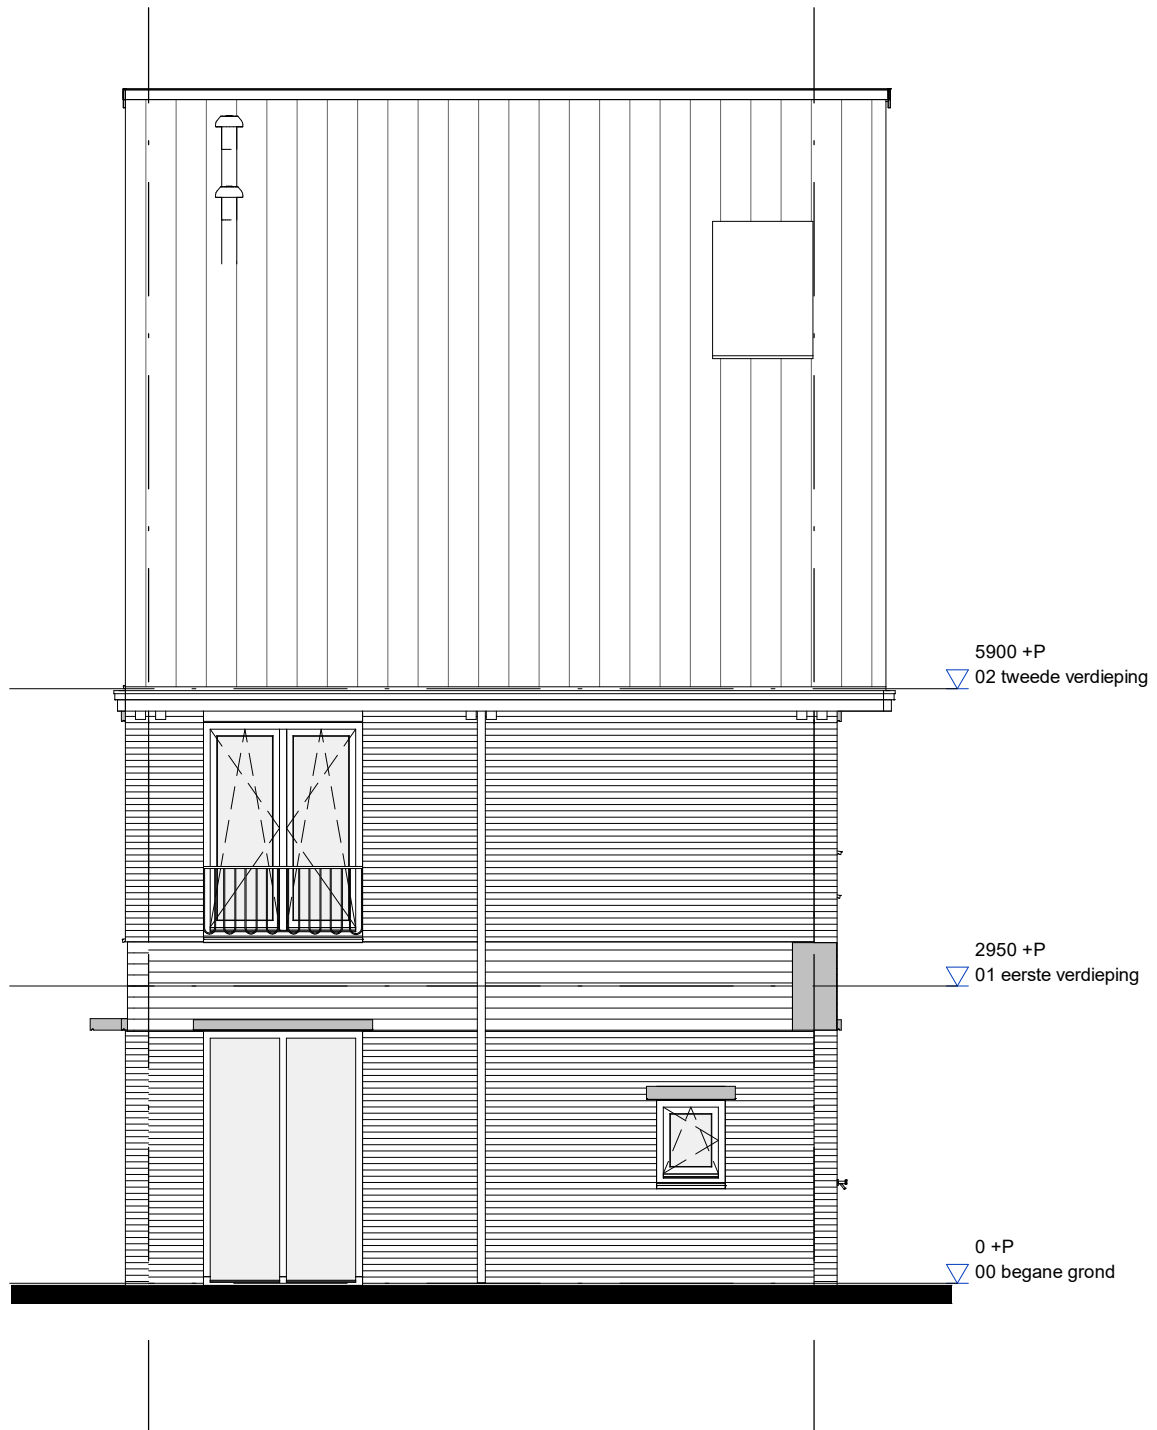 5900 +P
02 tweede verdieping
2950 +P
01 eerste verdieping
0 +P
00 begane grond